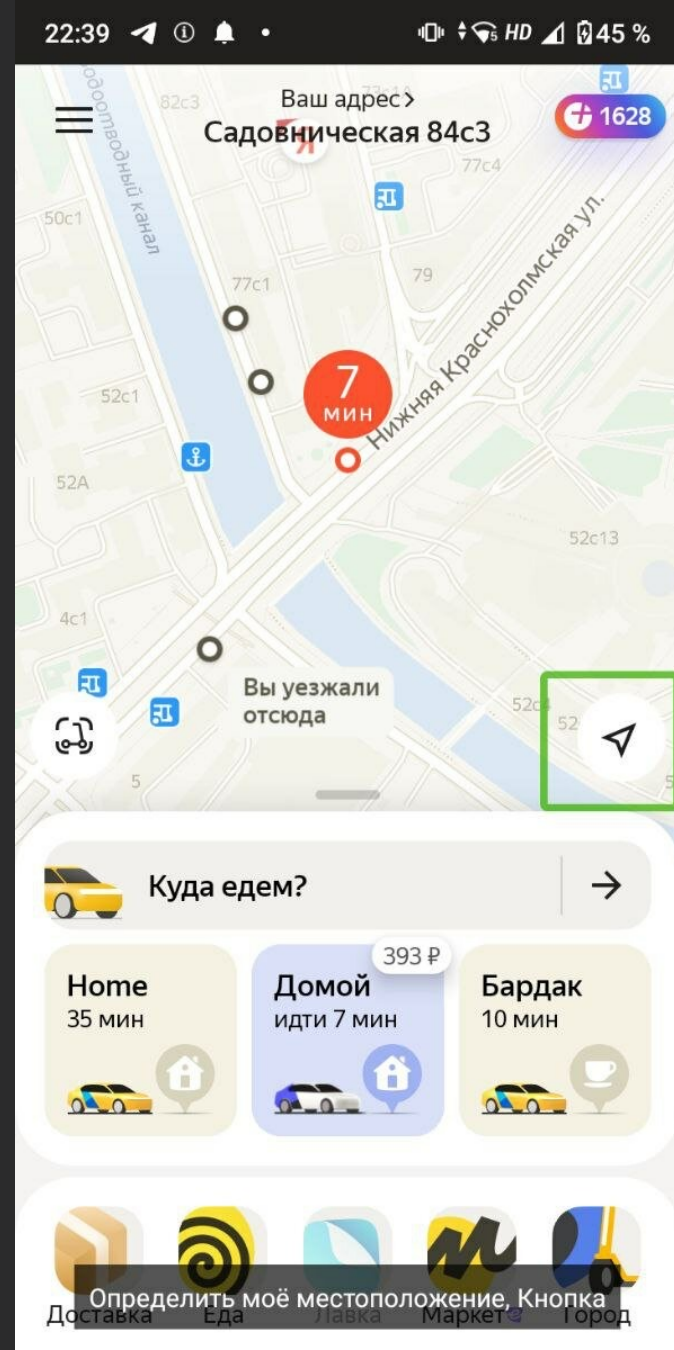 22:39
HD
45 %
Ваш адрес
Садовническая 84с3
1628
82с3
Водоотводный канал
77с4
50с1
77с1
79
Нижняя Краснохолмская ул.
7
мин
52с1
52А
52с13
4с1
Вы уезжали
отсюда
52
5
Куда едем?
393 ₽
Home
35 мин
Домой
идти 7 мин
Бардак
10 мин
Доставка
Еда
Лавка
Маркет
Город
Определить моё местоположение, Кнопка